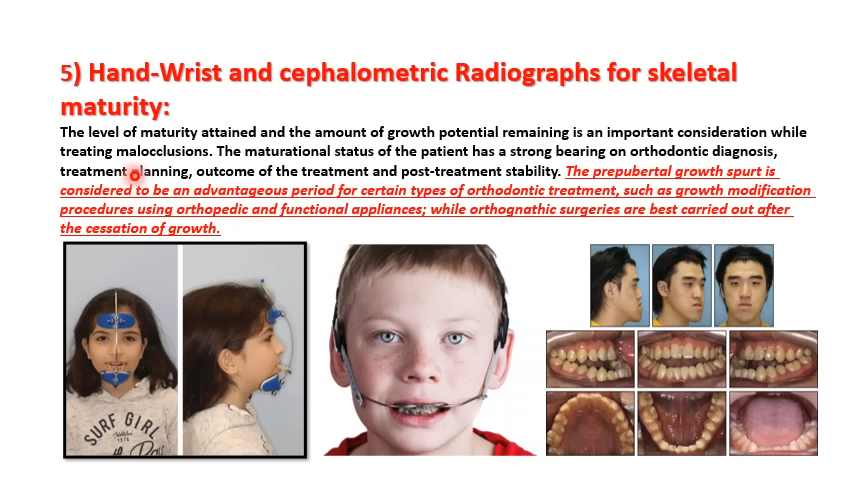 5) Hand-Wrist and cephalometric Radiographs for skeletal
maturity:
The level of maturity attained and the amount of growth potential remaining is an important consideration while
treating malocclusions. The maturational status of the patient has a strong bearing on orthodontic diagnosis,
treatment planning, outcome of the treatment and post-treatment stability. The prepubertal growth spurt is
considered to be an advantageous period for certain types of orthodontic treatment, such as growth modification
procedures using orthopedic and functional appliances; while orthognathic surgeries are best carried out after
the cessation of growth.
SURF GIRL